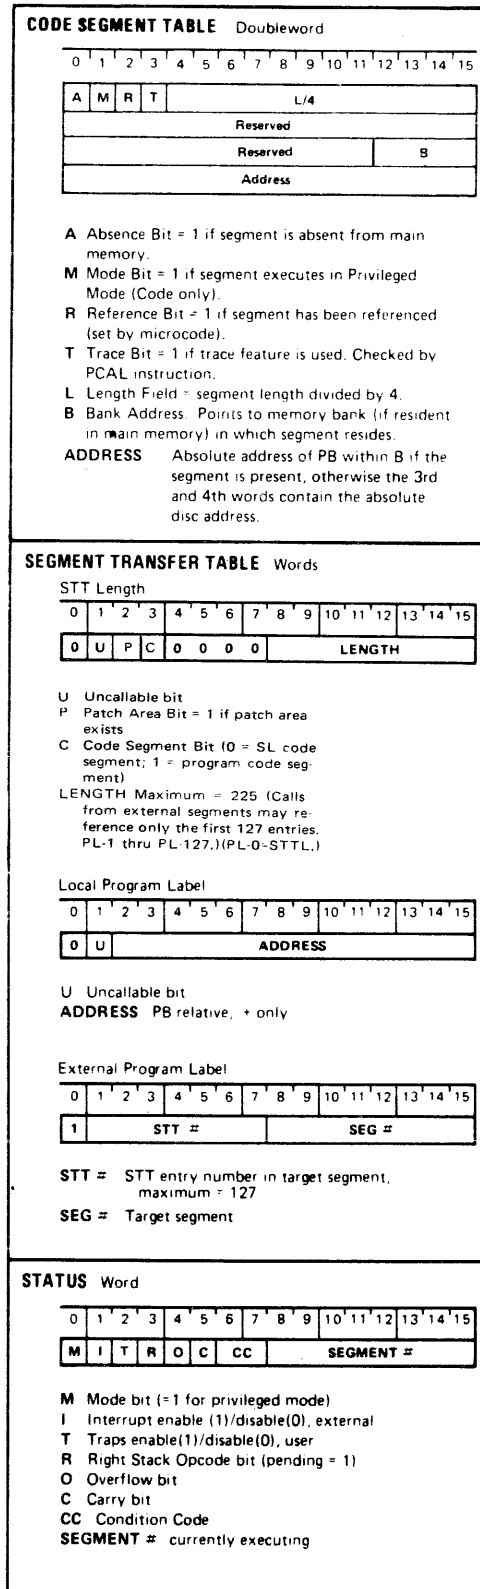 CODE SEGMENT TABLE Doubleword
0 1 2 3 4 5 6 7 8 9 10 11 12 13 14 15
A M R T L/4
Reserved
Reserved B
Address
A Absence Bit = 1 if segment is absent from main
memory.
M Mode Bit = 1 if segment executes in Privileged
Mode (Code only).
R Reference Bit = 1 if segment has been referenced
(set by microcode).
T Trace Bit = 1 if trace feature is used. Checked by
PCAL instruction.
L Length Field = segment length divided by 4.
B Bank Address. Points to memory bank (if resident
in main memory) in which segment resides.
ADDRESS Absolute address of PB within B if the
segment is present, otherwise the 3rd
and 4th words contain the absolute
disc address.
SEGMENT TRANSFER TABLE Words
STT Length
0 1 2 3 4 5 6 7 8 9 10 11 12 13 14 15
0 U P C 0 0 0 0 LENGTH
U Uncallable bit
P Patch Area Bit = 1 if patch area
exists
C Code Segment Bit (0 = SL code
segment; 1 = program code seg-
ment)
LENGTH Maximum = 225 (Calls
from external segments may re-
ference only the first 127 entries.
PL-1 thru PL-127.)(PL-0=STTL.)
Local Program Label
0 1 2 3 4 5 6 7 8 9 10 11 12 13 14 15
0 U ADDRESS
U Uncallable bit
ADDRESS PB relative, + only
External Program Label
0 1 2 3 4 5 6 7 8 9 10 11 12 13 14 15
1 STT # SEG #
STT = STT entry number in target segment,
maximum = 127
SEG = Target segment
STATUS Word
0 1 2 3 4 5 6 7 8 9 10 11 12 13 14 15
M I T R O C CC SEGMENT #
M Mode bit (=1 for privileged mode)
I Interrupt enable (1)/disable(0), external
T Traps enable(1)/disable(0), user
R Right Stack Opcode bit (pending = 1)
O Overflow bit
C Carry bit
CC Condition Code
SEGMENT # currently executing